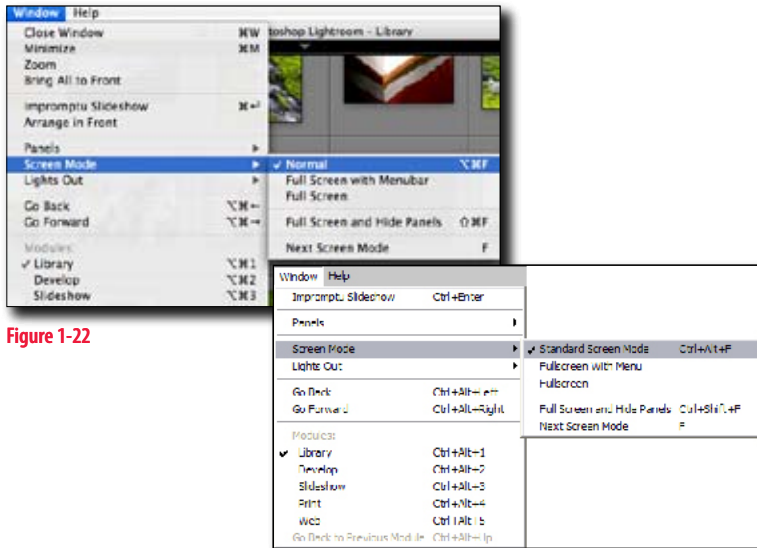 Window Help
Close Window ⌘W
toshop Lightroom - Library
Minimize ⌘M
Zoom
Bring All to Front
Impromptu Slideshow ⌘↩
Arrange in Front
Panels
Screen Mode
✓ Normal ⌥⌘F
Lights Out
Full Screen with Menubar
Full Screen
Go Back ⌥⌘←
Go Forward ⌥⌘→
Full Screen and Hide Panels ⇧⌘F
Modules:
Next Screen Mode F
✓ Library ⌥⌘1
Develop ⌥⌘2
Slideshow ⌥⌘3
Figure 1-22
Window Help
Impromptu Slideshow Ctrl+Enter
Panels
Screen Mode
✓ Standard Screen Mode Ctrl+Alt+F
Lights Out
Fullscreen with Menu
Fullscreen
Go Back Ctrl+Alt+Left
Go Forward Ctrl+Alt+Right
Full Screen and Hide Panels Ctrl+Shift+F
Next Screen Mode F
Modules:
✓ Library Ctrl+Alt+1
Develop Ctrl+Alt+2
Slideshow Ctrl+Alt+3
Print Ctrl+Alt+4
Web Ctrl+Alt+5
Go Back to Previous Module Ctrl+Alt+Up